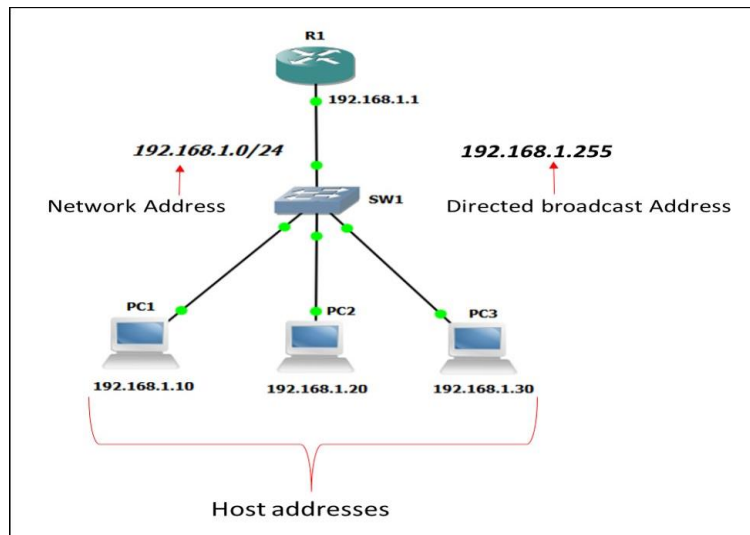 R1
192.168.1.1
192.168.1.0/24
192.168.1.255
Network Address
SW1
Directed broadcast Address
PC1
PC2
PC3
192.168.1.10
192.168.1.20
192.168.1.30
Host addresses